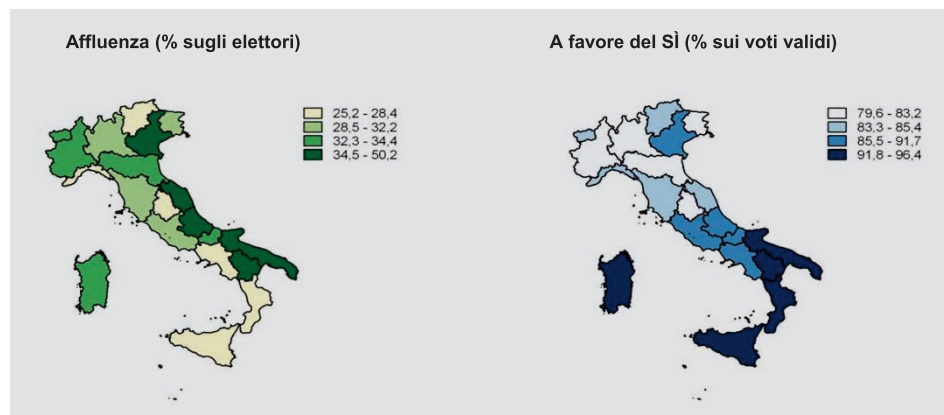 Affluenza (% sugli elettori)
25,2 - 28,4
28,5 - 32,2
32,3 - 34,4
34,5 - 50,2
A favore del SÌ (% sui voti validi)
79,6 - 83,2
83,3 - 85,4
85,5 - 91,7
91,8 - 96,4